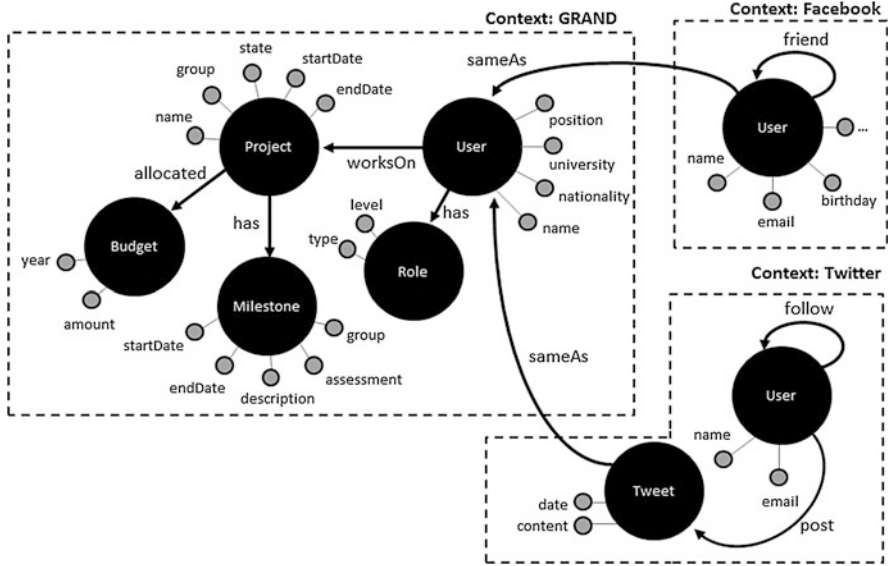 Context: GRAND
Context: Facebook
state
startDate
group
endDate
name
Project
allocated
has
worksOn
User
sameAs
position
university
nationality
name
has
level
type
Role
Budget
year
amount
Milestone
startDate
endDate
description
assessment
group
friend
User
...
name
email
birthday
Context: Twitter
follow
User
name
email
sameAs
Tweet
date
content
post